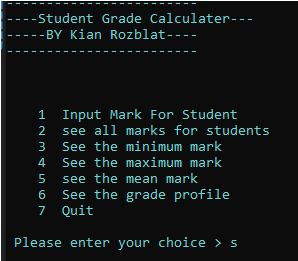 ------------------------
----Student Grade Calculater---
-----BY Kian Rozblat----
------------------------
1 Input Mark For Student
2 see all marks for students
3 See the minimum mark
4 See the maximum mark
5 see the mean mark
6 See the grade profile
7 Quit
Please enter your choice > s